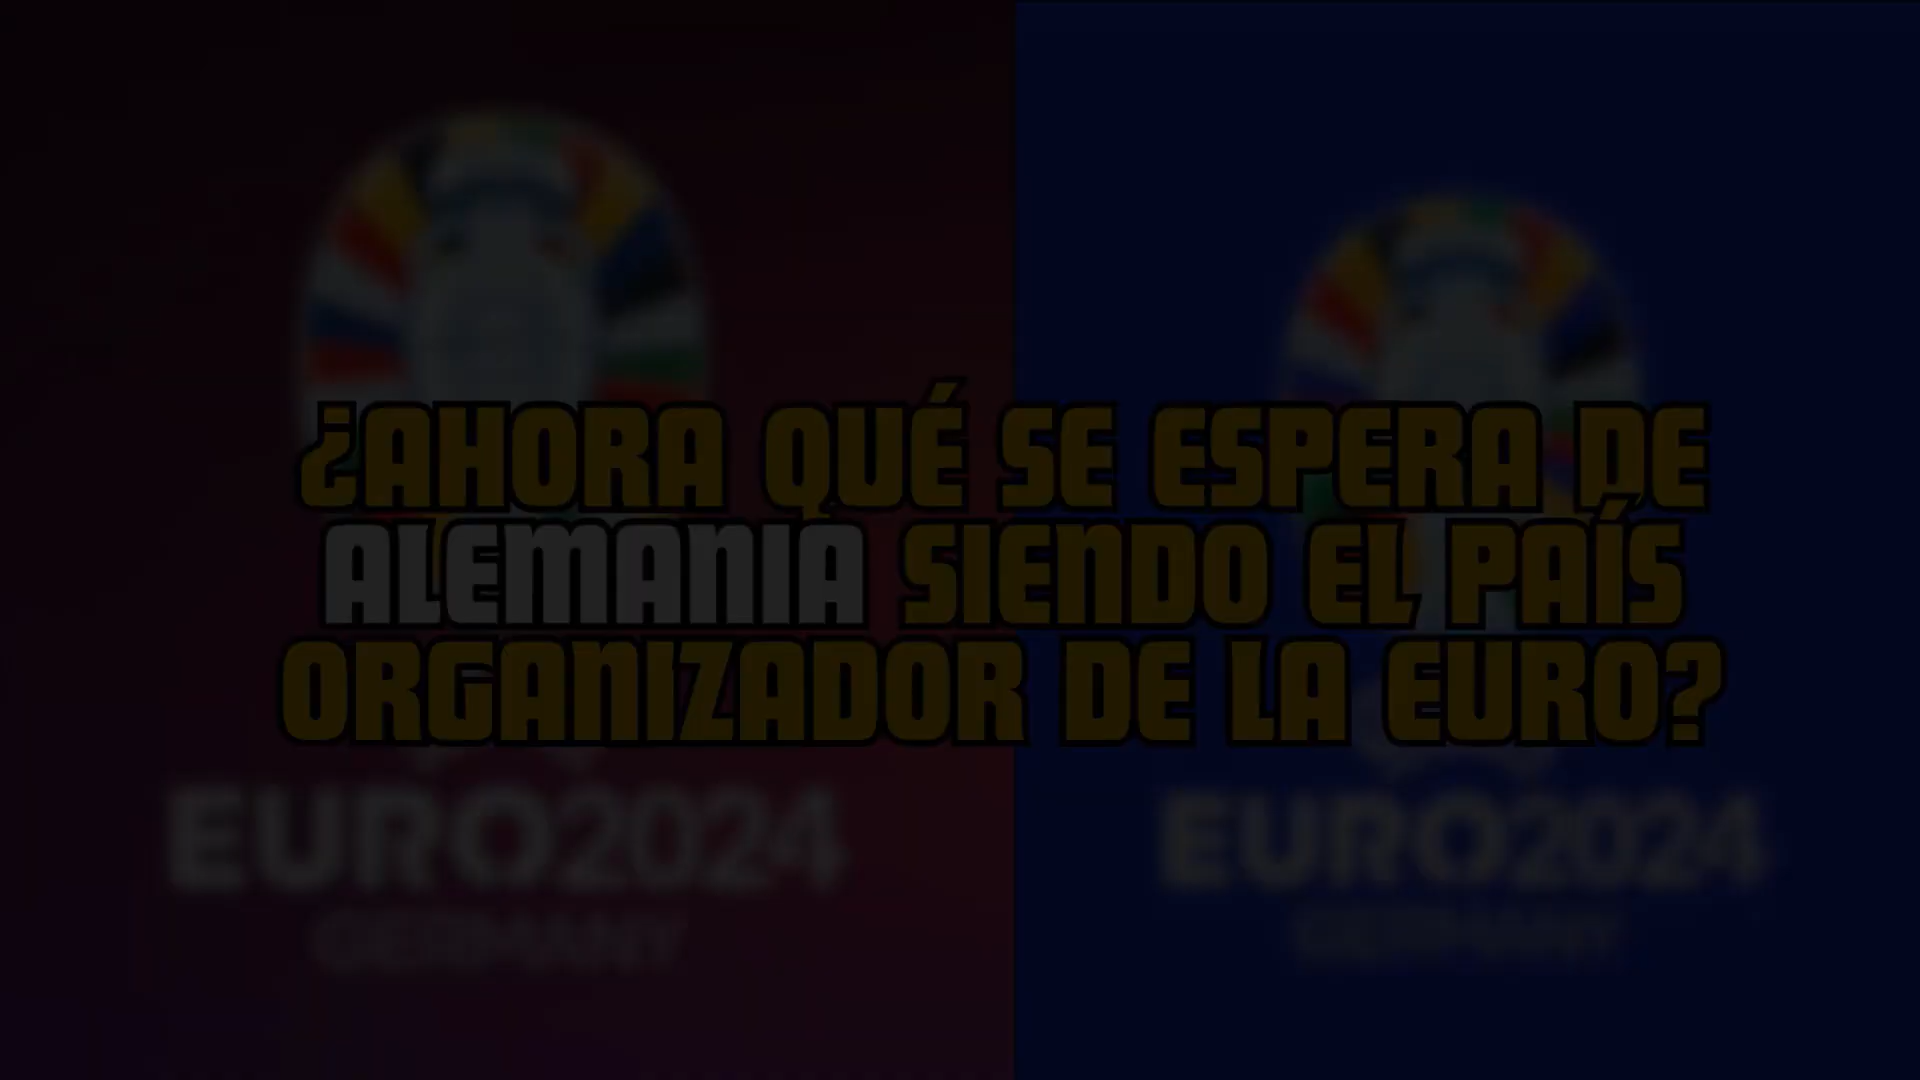 ¿AHORA QUÉ SE ESPERA DE
ALEMANIA SIENDO EL PAÍS
ORGANIZADOR DE LA EURO?
EURO2024
GERMANY
EURO2024
GERMANY